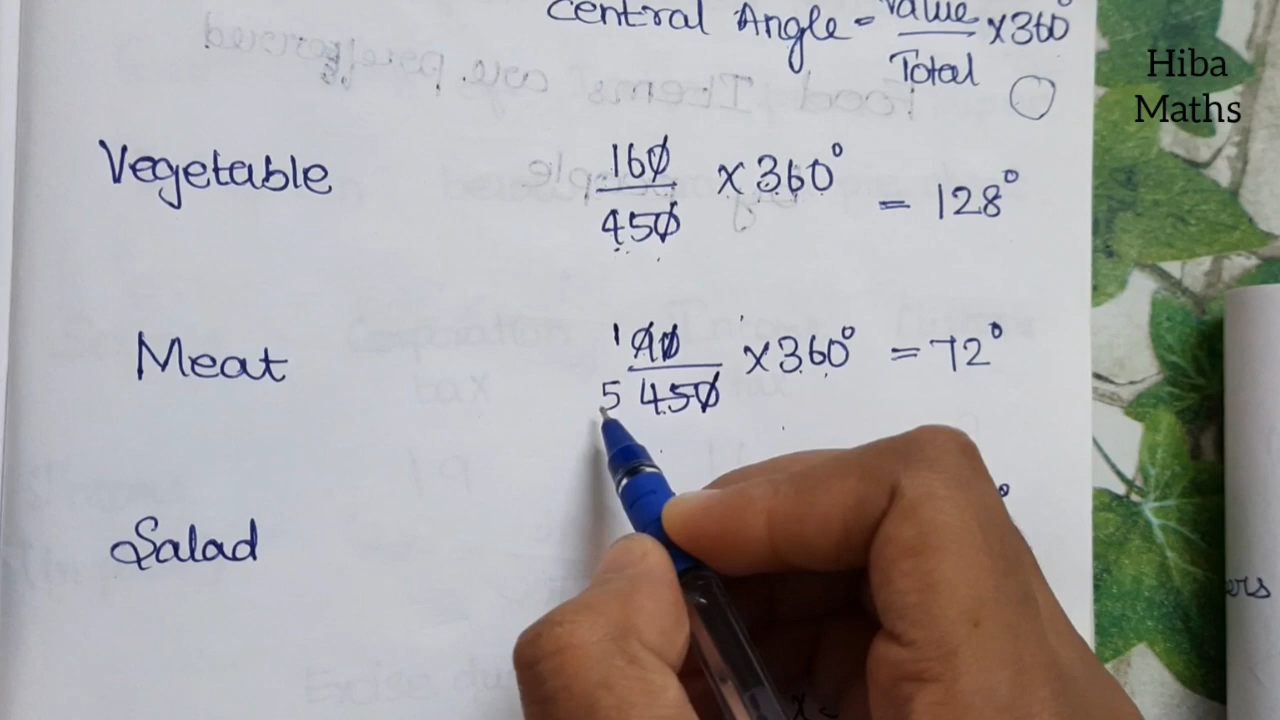 Central Angle = Value/Total × 360°
Hiba
Maths
Vegetable 160/450 × 360° = 128°
Meat 1 90/5 450 × 360° = 72°
Salad
ers